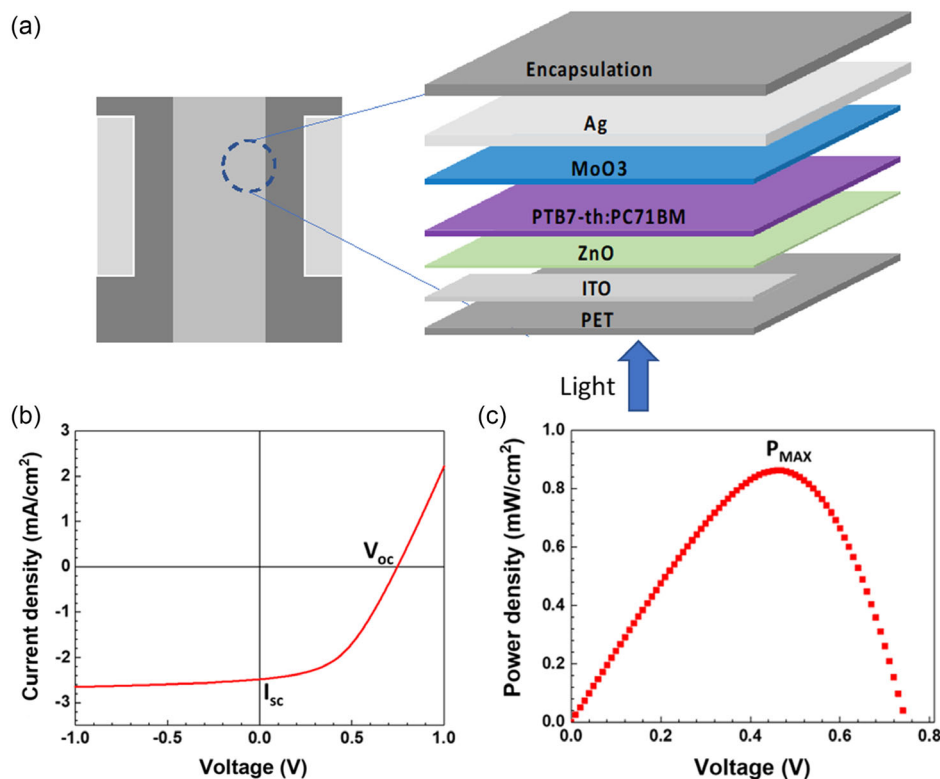 (a)
Encapsulation
Ag
MoO3
PTB7-th:PC71BM
ZnO
ITO
PET
Light
(b)
3
2
1
0
-1
-2
-3
-1.0
-0.5
0.0
0.5
1.0
Current density (mA/cm²)
Voltage (V)
Voc
Isc
(c)
1.0
0.8
0.6
0.4
0.2
0.0
0.0
0.2
0.4
0.6
0.8
Power density (mW/cm²)
Voltage (V)
PMAX